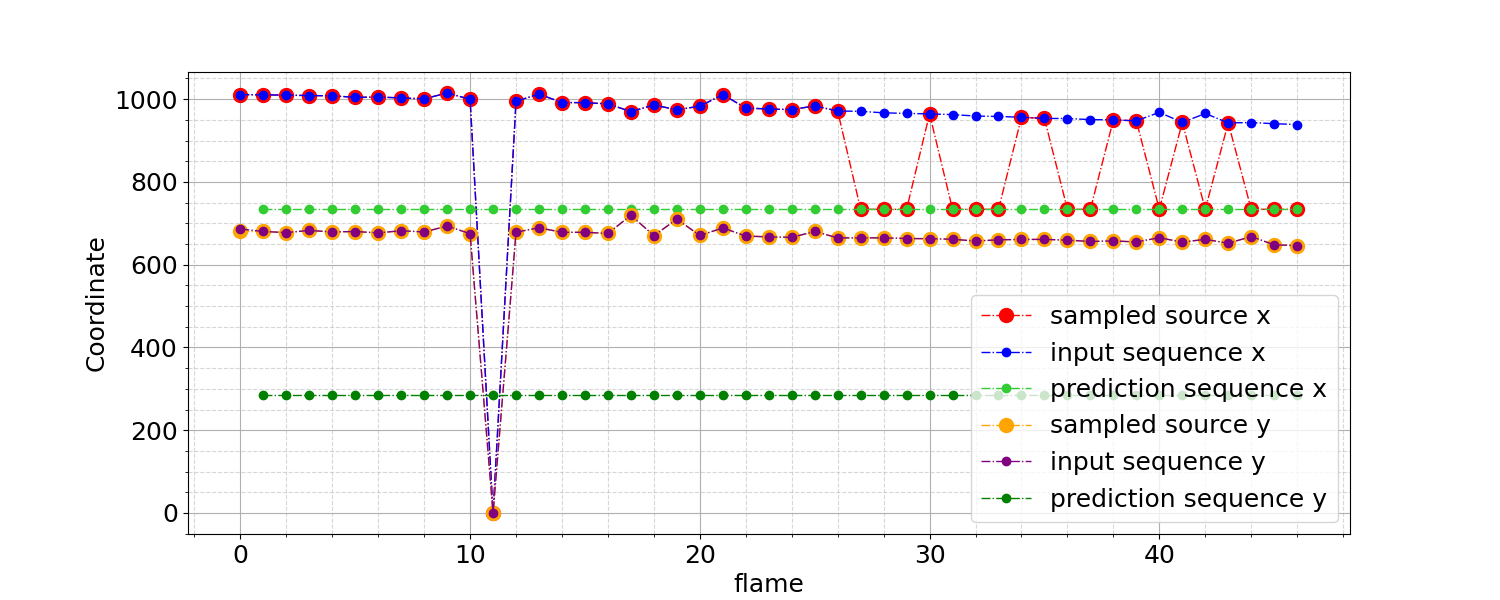 1000
800
600
400
200
0
Coordinate
0 10 20 30 40
flame
sampled source x
input sequence x
prediction sequence x
sampled source y
input sequence y
prediction sequence y